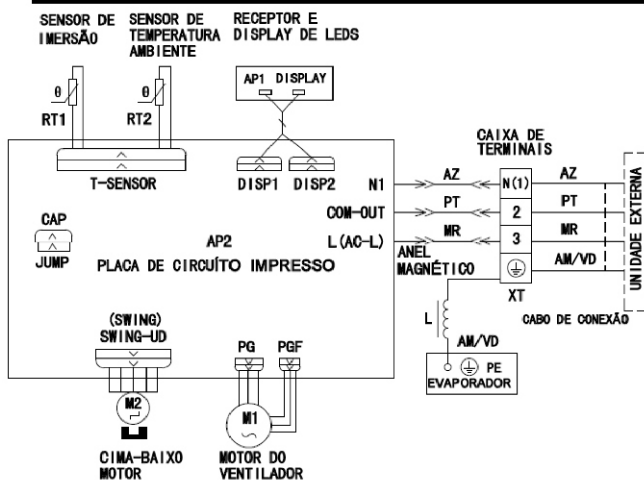 SENSOR DE
IMERSÃO
SENSOR DE
TEMPERATURA
AMBIENTE
RECEPTOR E
DISPLAY DE LEDS
θ
RT1
θ
RT2
AP1 DISPLAY
T-SENSOR
DISP1
DISP2
CAP
JUMP
AP2
PLACA DE CIRCUÍTO IMPRESSO
N1
COM-OUT
L(AC-L)
AZ
PT
MR
ANEL
MAGNÉTICO
CAIXA DE
TERMINAIS
N(1)
2
3
XT
AZ
PT
MR
AM/VD
UNIDADE EXTERNA
CABO DE CONEXÃO
L
AM/VD
PE
EVAPORADOR
(SWING)
SWING-UD
M2
CIMA-BAIXO
MOTOR
PG
PGF
M1
MOTOR DO
VENTILADOR